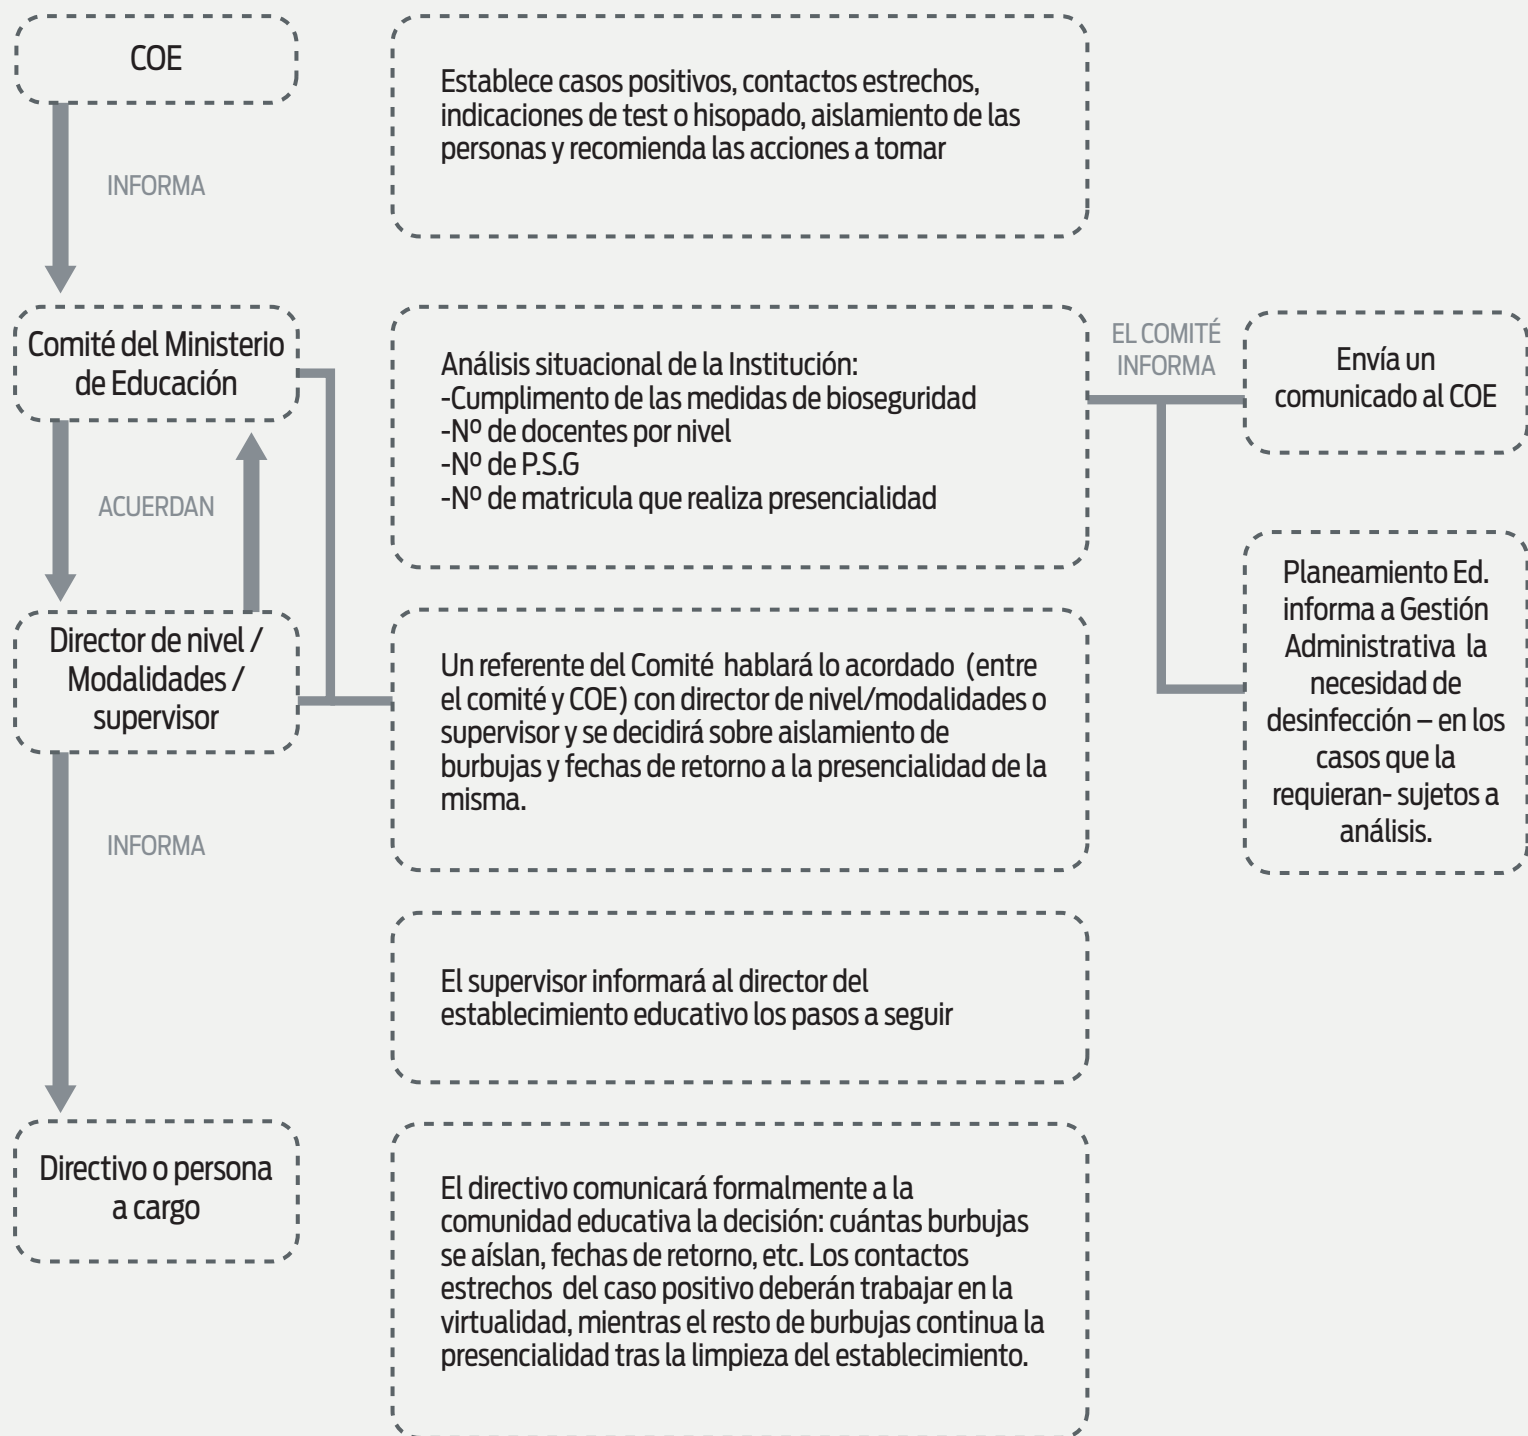 COE
Establece casos positivos, contactos estrechos,
indicaciones de test o hisopado, aislamiento de las
personas y recomienda las acciones a tomar
INFORMA
Comité del Ministerio
de Educación
Análisis situacional de la Institución:
-Cumplimento de las medidas de bioseguridad
-Nº de docentes por nivel
-Nº de P.S.G
-Nº de matricula que realiza presencialidad
EL COMITÉ
INFORMA
Envía un
comunicado al COE
ACUERDAN
Planeamiento Ed.
informa a Gestión
Administrativa la
necesidad de
desinfección – en los
casos que la
requieran- sujetos a
análisis.
Director de nivel /
Modalidades /
supervisor
Un referente del Comité hablará lo acordado (entre
el comité y COE) con director de nivel/modalidades o
supervisor y se decidirá sobre aislamiento de
burbujas y fechas de retorno a la presencialidad de la
misma.
INFORMA
El supervisor informará al director del
establecimiento educativo los pasos a seguir
Directivo o persona
a cargo
El directivo comunicará formalmente a la
comunidad educativa la decisión: cuántas burbujas
se aíslan, fechas de retorno, etc. Los contactos
estrechos del caso positivo deberán trabajar en la
virtualidad, mientras el resto de burbujas continua la
presencialidad tras la limpieza del establecimiento.